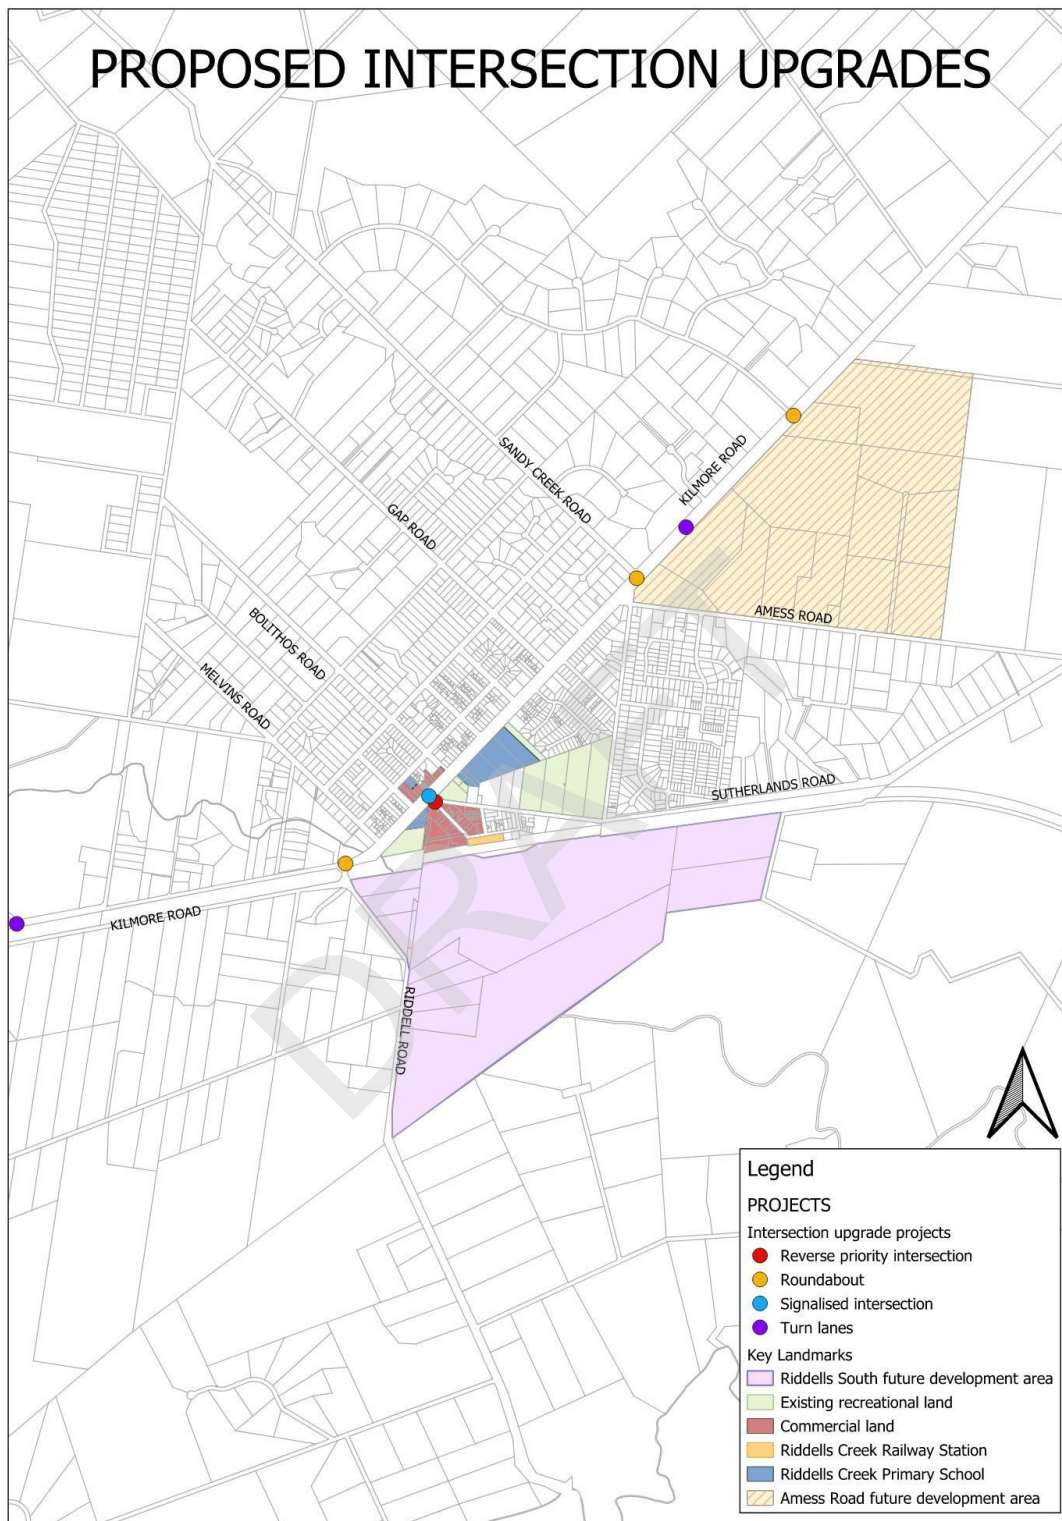 PROPOSED INTERSECTION UPGRADES
SANDY CREEK ROAD
KILMORE ROAD
GAP ROAD
AMESS ROAD
BOLITHOS ROAD
MELVINS ROAD
SUTHERLANDS ROAD
KILMORE ROAD
RIDDELL ROAD
DRAFT
Legend
PROJECTS
Intersection upgrade projects
Reverse priority intersection
Roundabout
Signalised intersection
Turn lanes
Key Landmarks
Riddells South future development area
Existing recreational land
Commercial land
Riddells Creek Railway Station
Riddells Creek Primary School
Amess Road future development area